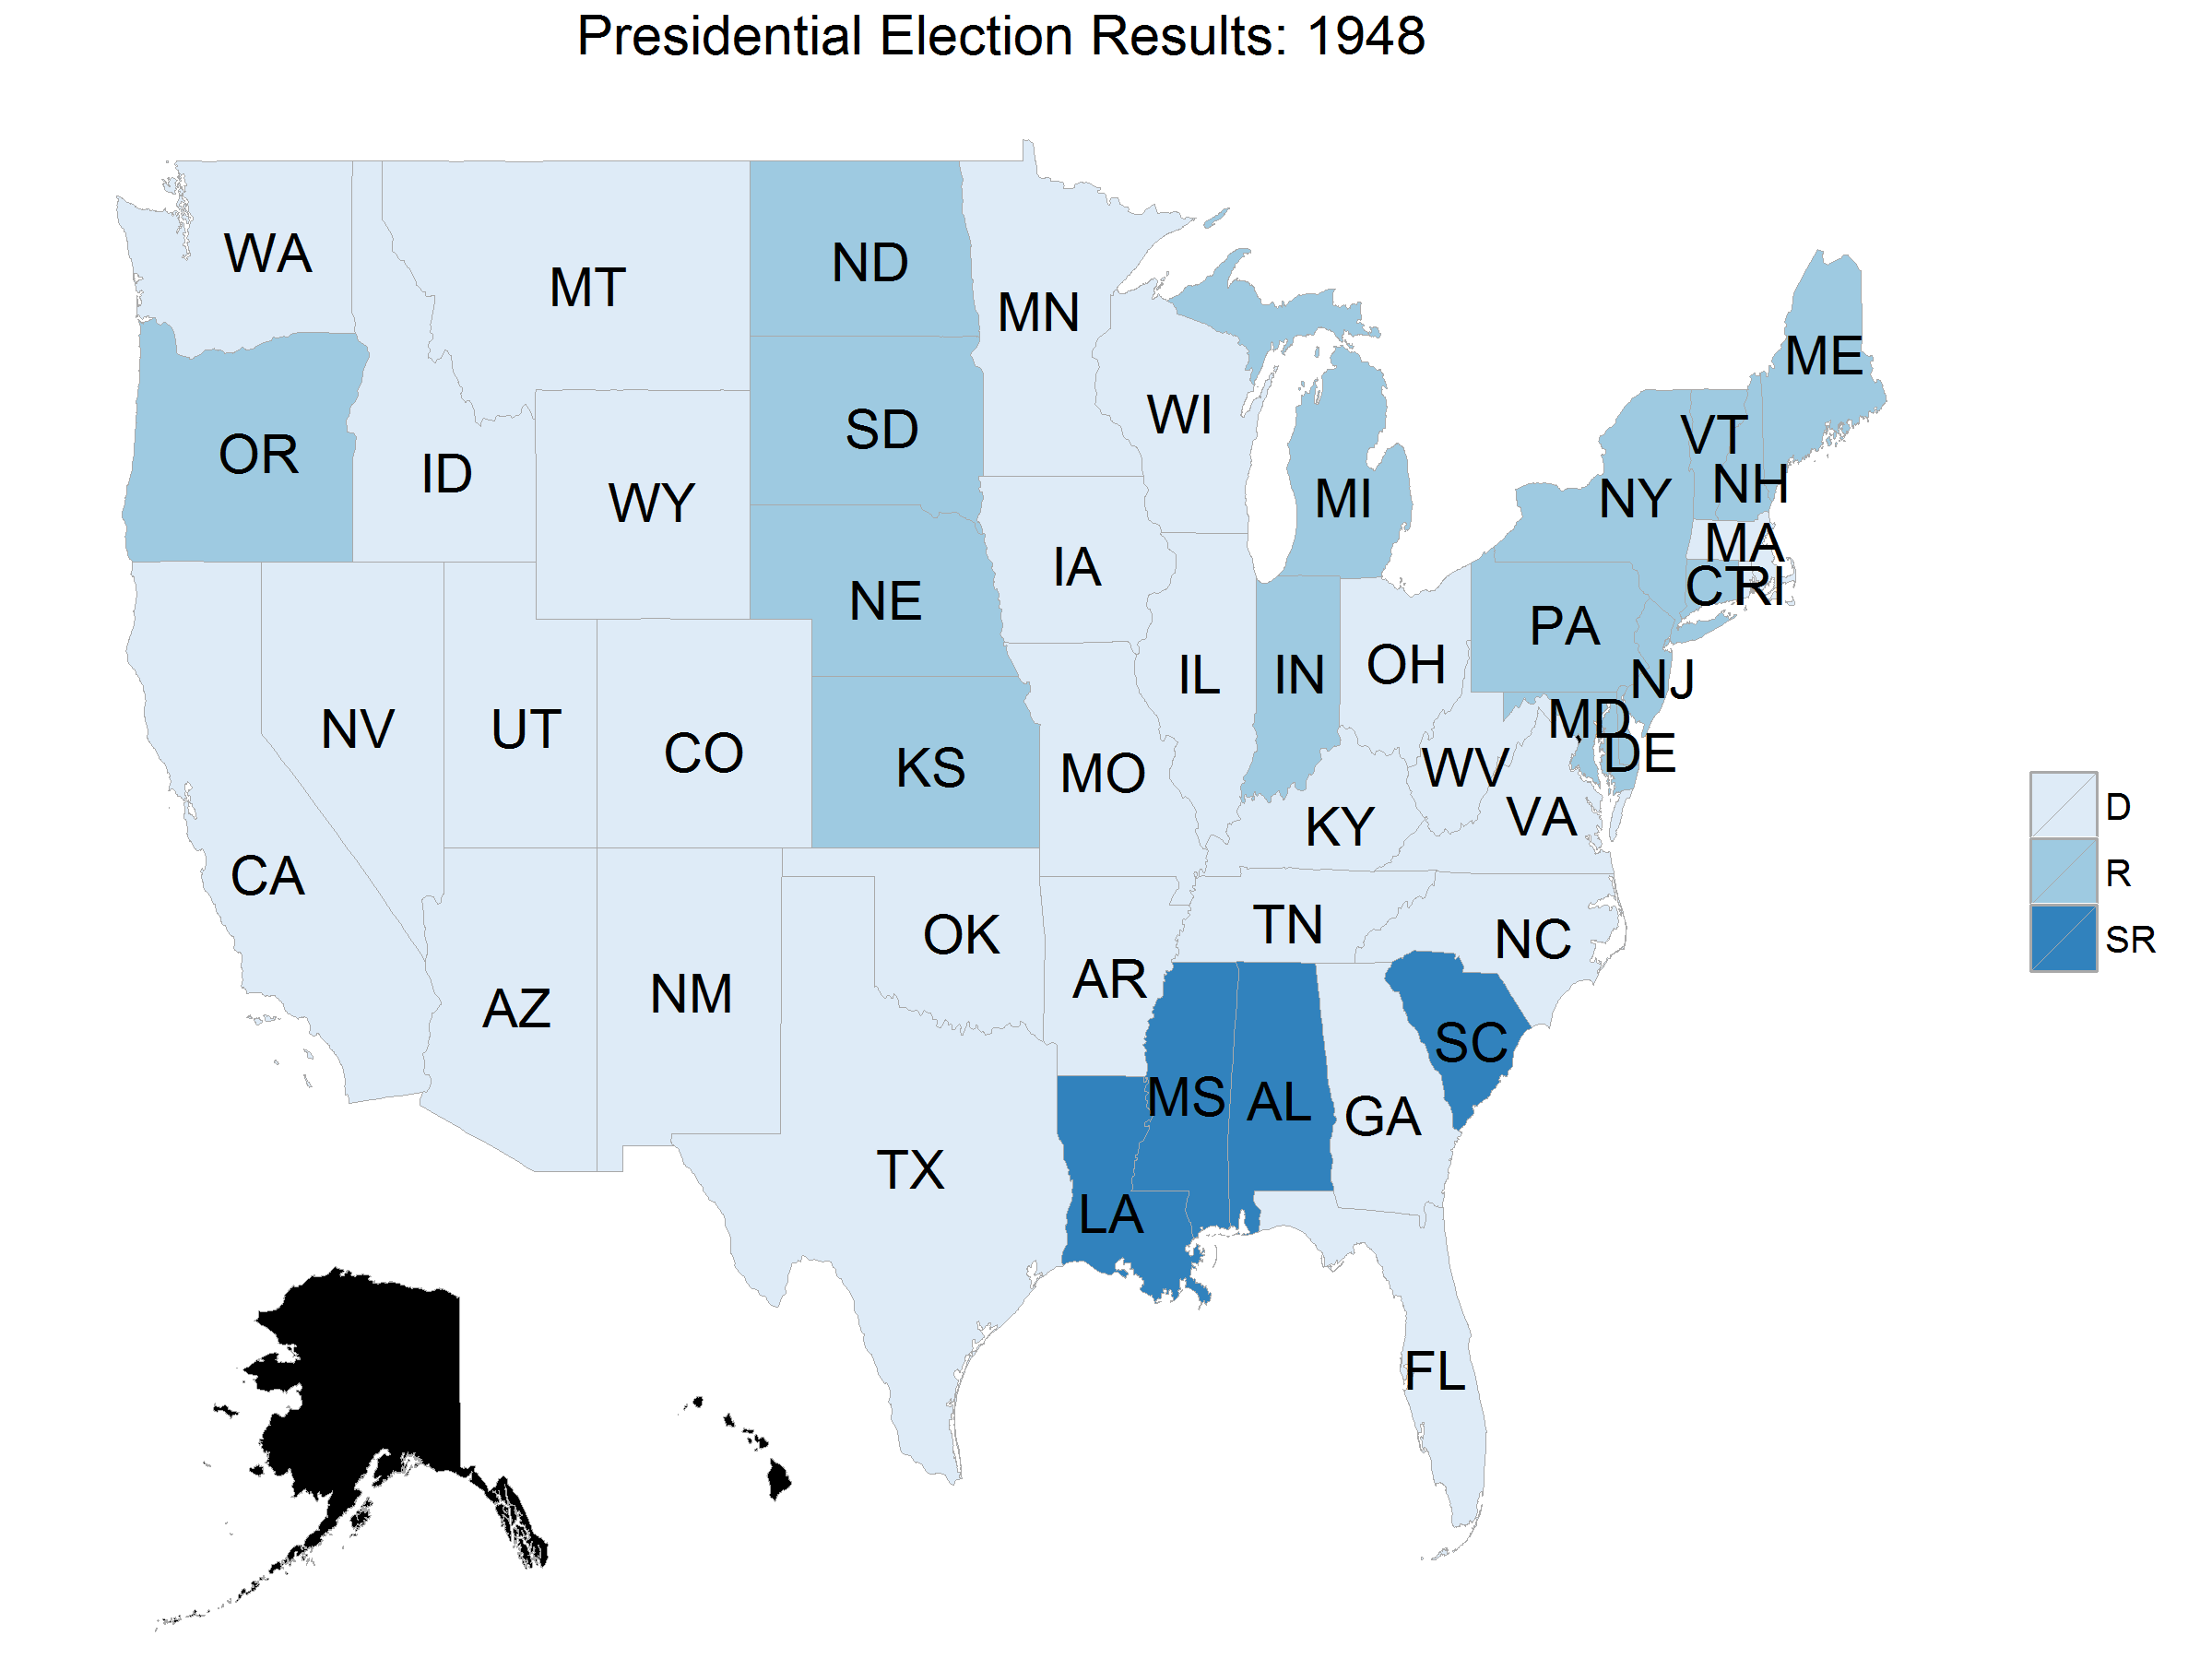 Presidential Election Results: 1948
WA
MT
ND
MN
ME
OR
ID
WY
SD
WI
MI
NY
VT
NH
MA
CT
RI
NE
IA
PA
NJ
NV
UT
CO
KS
MO
IL
IN
OH
MD
DE
WV
VA
KY
CA
AZ
NM
OK
AR
TN
NC
SC
MS
AL
GA
TX
LA
FL
D
R
SR